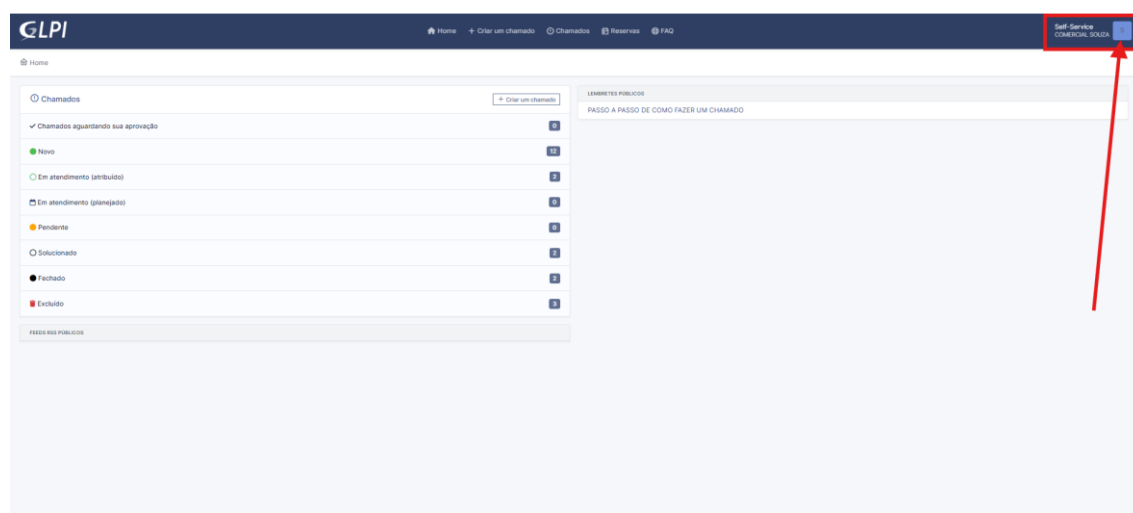 GLPI
Home + Criar um chamado Chamados Reservas FAQ
Self-Service
COMERCIAL SOUZA
Home
Chamados
+ Criar um chamado
Chamados aguardando sua aprovação 0
Novo 12
Em atendimento (atribuído) 2
Em atendimento (planejado) 0
Pendente 0
Solucionado 2
Fechado 2
Excluído 3
FEEDS RSS PÚBLICOS
LEMBRETES PÚBLICOS
PASSO A PASSO DE COMO FAZER UM CHAMADO